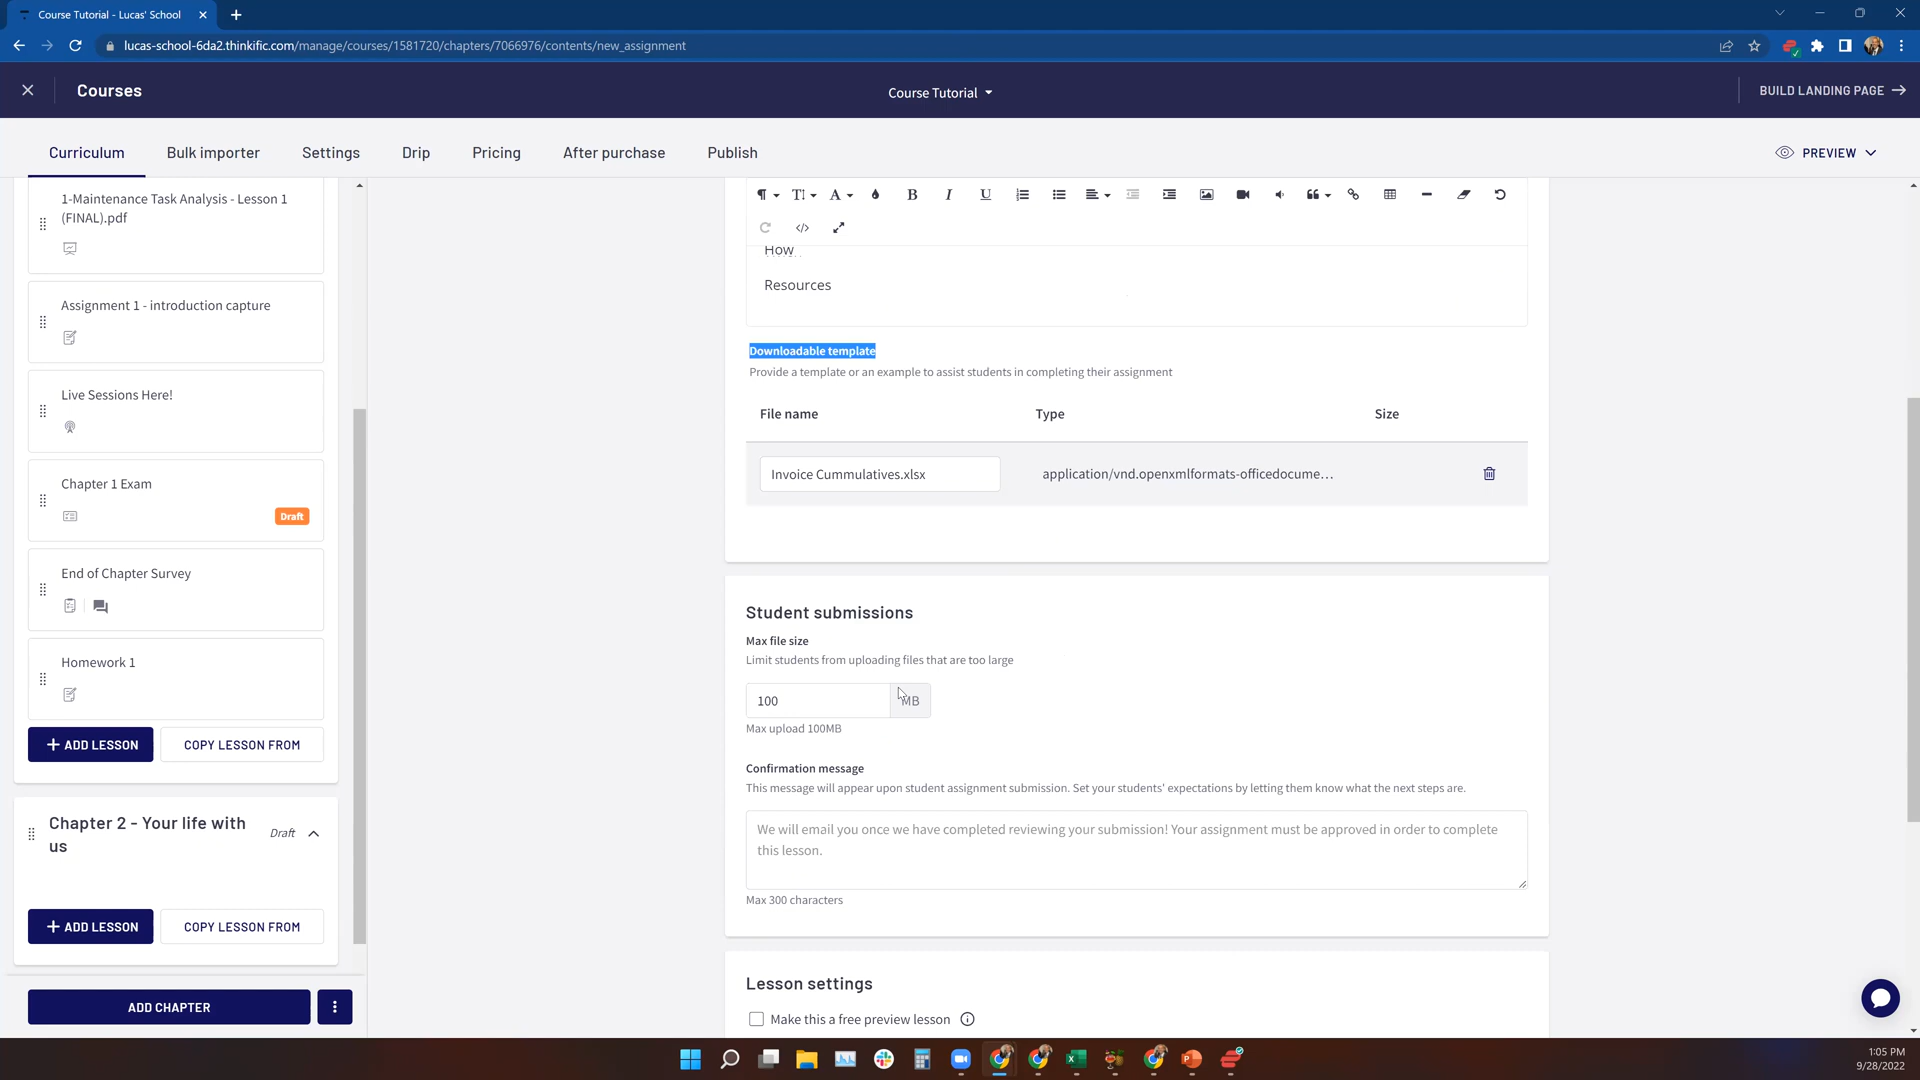 Course Tutorial - Lucas' School
lucas-school-6da2.thinkific.com/manage/courses/1581720/chapters/7066976/contents/new_assignment
Courses
Course Tutorial
BUILD LANDING PAGE
Curriculum
Bulk importer
Settings
Drip
Pricing
After purchase
Publish
PREVIEW
1-Maintenance Task Analysis - Lesson 1
(FINAL).pdf
Assignment 1 - introduction capture
Live Sessions Here!
Chapter 1 Exam
Draft
End of Chapter Survey
Homework 1
ADD LESSON
COPY LESSON FROM
Chapter 2 - Your life with
us
Draft
ADD LESSON
COPY LESSON FROM
ADD CHAPTER
How
Resources
Downloadable template
Provide a template or an example to assist students in completing their assignment
File name
Type
Size
Invoice Cummulatives.xlsx
application/vnd.openxmlformats-officedocume...
Student submissions
Max file size
Limit students from uploading files that are too large
100
MB
Max upload 100MB
Confirmation message
This message will appear upon student assignment submission. Set your students' expectations by letting them know what the next steps are.
We will email you once we have completed reviewing your submission! Your assignment must be approved in order to complete
this lesson.
Max 300 characters
Lesson settings
Make this a free preview lesson
1:05 PM
9/28/2022